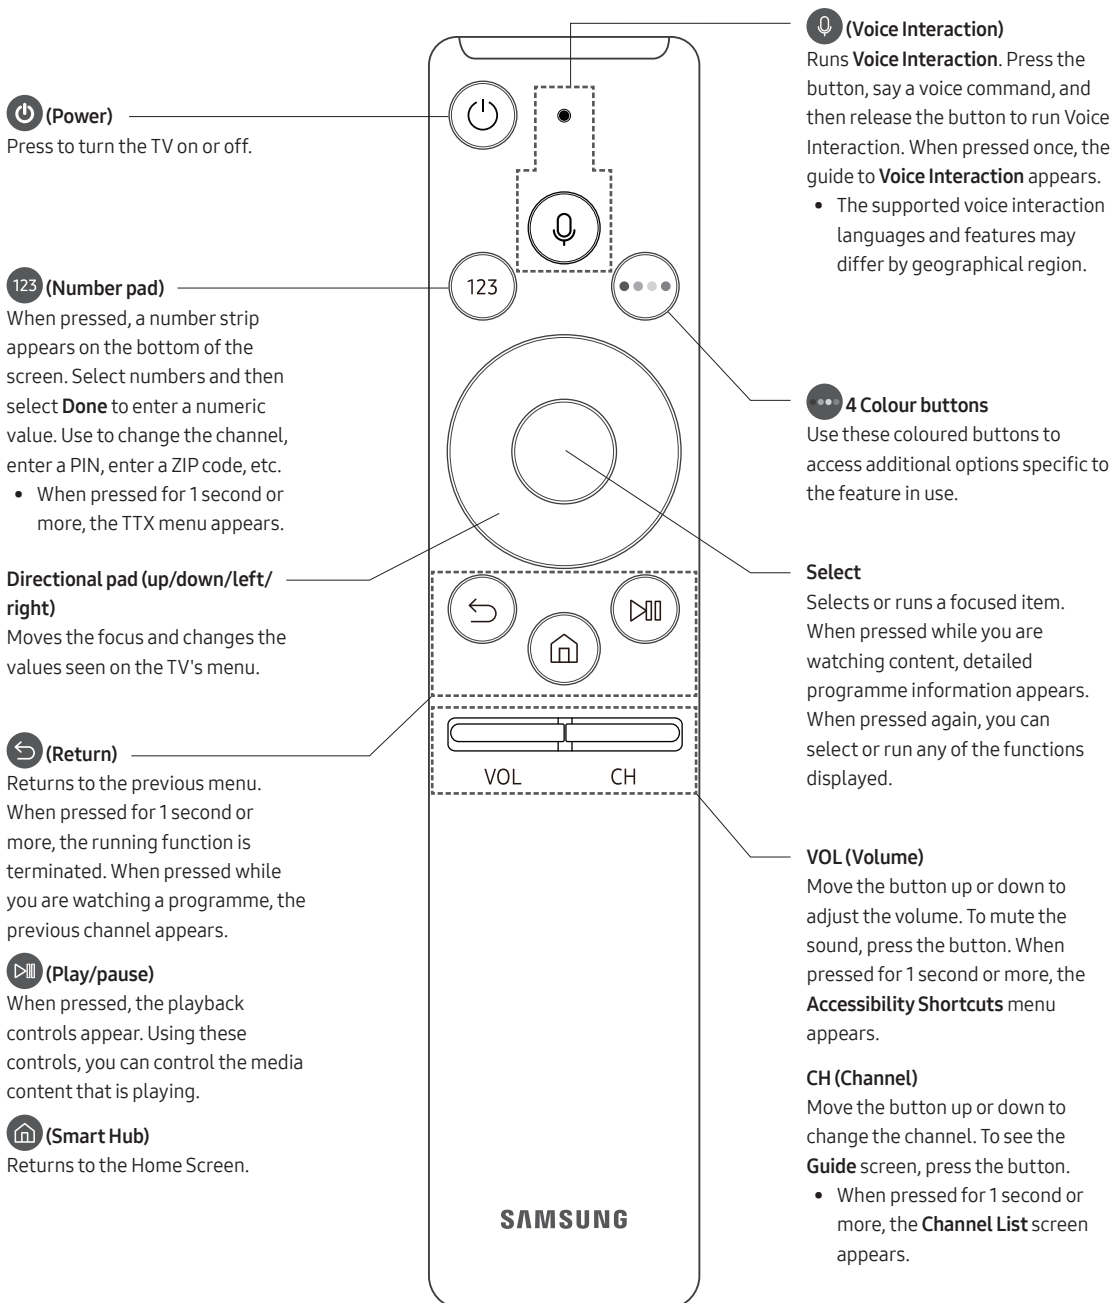 (Power)
Press to turn the TV on or off.
123 (Number pad)
When pressed, a number strip
appears on the bottom of the
screen. Select numbers and then
select Done to enter a numeric
value. Use to change the channel,
enter a PIN, enter a ZIP code, etc.
• When pressed for 1 second or
more, the TTX menu appears.
Directional pad (up/down/left/
right)
Moves the focus and changes the
values seen on the TV's menu.
(Return)
Returns to the previous menu.
When pressed for 1 second or
more, the running function is
terminated. When pressed while
you are watching a programme, the
previous channel appears.
(Play/pause)
When pressed, the playback
controls appear. Using these
controls, you can control the media
content that is playing.
(Smart Hub)
Returns to the Home Screen.
123
VOL CH
SAMSUNG
(Voice Interaction)
Runs Voice Interaction. Press the
button, say a voice command, and
then release the button to run Voice
Interaction. When pressed once, the
guide to Voice Interaction appears.
• The supported voice interaction
languages and features may
differ by geographical region.
4 Colour buttons
Use these coloured buttons to
access additional options specific to
the feature in use.
Select
Selects or runs a focused item.
When pressed while you are
watching content, detailed
programme information appears.
When pressed again, you can
select or run any of the functions
displayed.
VOL (Volume)
Move the button up or down to
adjust the volume. To mute the
sound, press the button. When
pressed for 1 second or more, the
Accessibility Shortcuts menu
appears.
CH (Channel)
Move the button up or down to
change the channel. To see the
Guide screen, press the button.
• When pressed for 1 second or
more, the Channel List screen
appears.